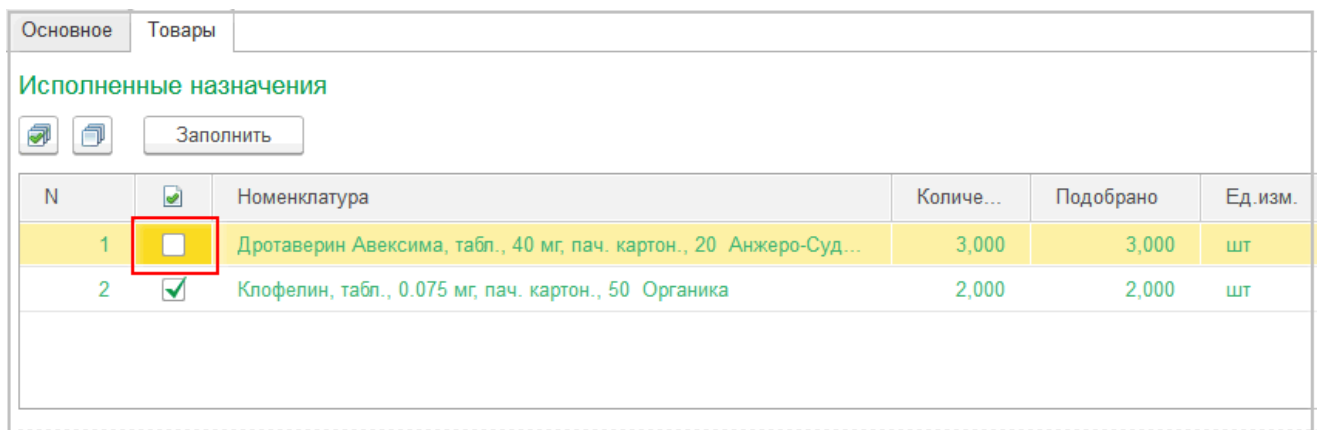 Основное Товары
Исполненные назначения
Заполнить
N Номенклатура Количе... Подобрано Ед.изм.
1 Дротаверин Авексима, табл., 40 мг, пач. картон., 20 Анжеро-Суд... 3,000 3,000 шт
2 Клофелин, табл., 0.075 мг, пач. картон., 50 Органика 2,000 2,000 шт